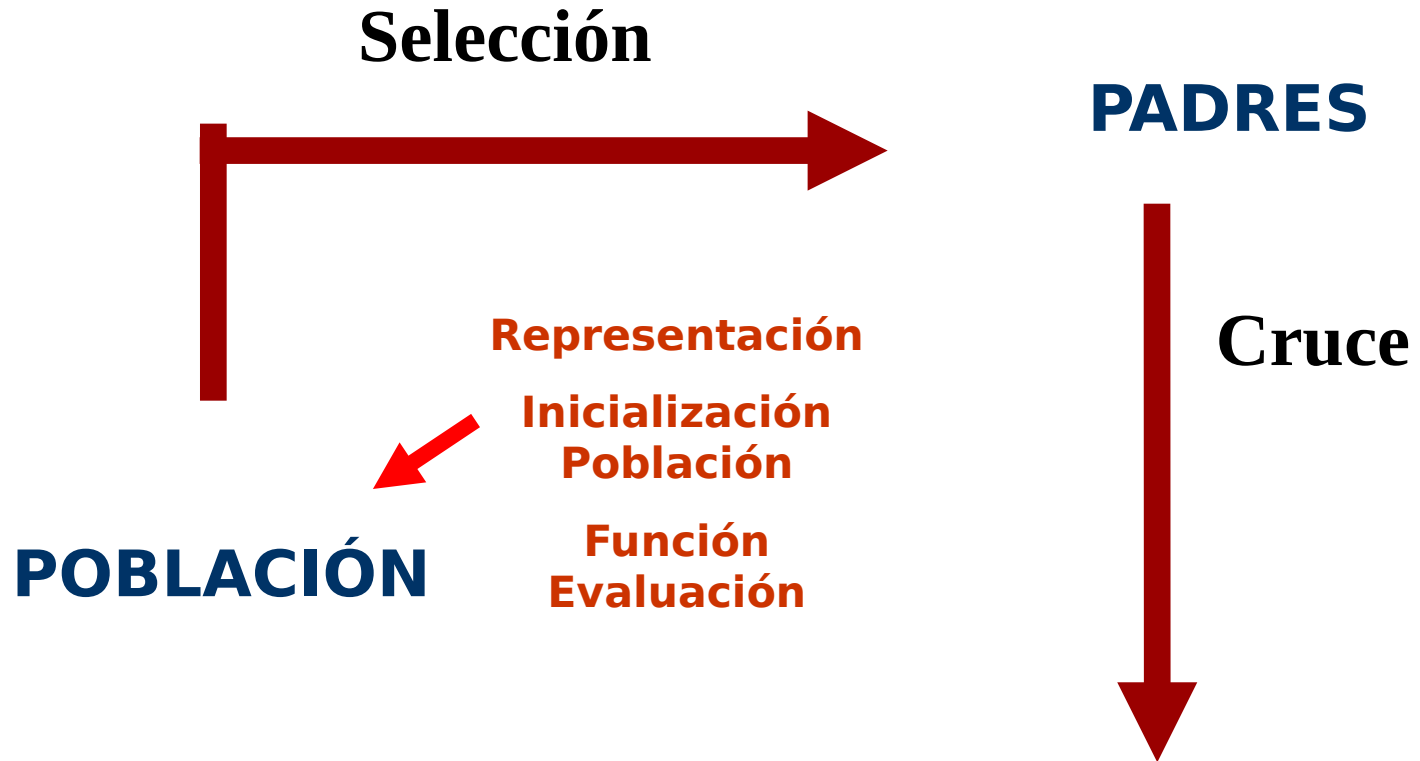 Selección
PADRES
Cruce
Representación
Inicialización
Población
Función
Evaluación
POBLACIÓN